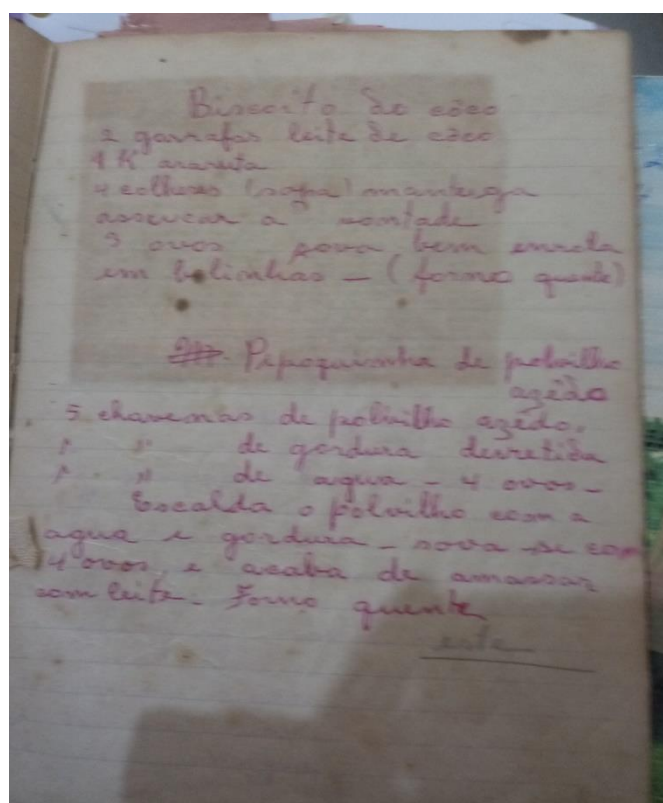 Biscoito de côco
2 garrafas leite de côco
1 K araruta
4 colheres (sopa) manteiga
assucar a vontade
3 ovos sova bem enrola
em bolinhas – (forno quente)
Pipoquinha de polvilho
azêdo
5 chavenas de polvilho azêdo.
1 " de gordura derretida
1 " de agua – 4 ovos –
Escalda o polvilho com a
agua e gordura – sova-se com
4 ovos e acaba de amassar
com leite – Forno quente